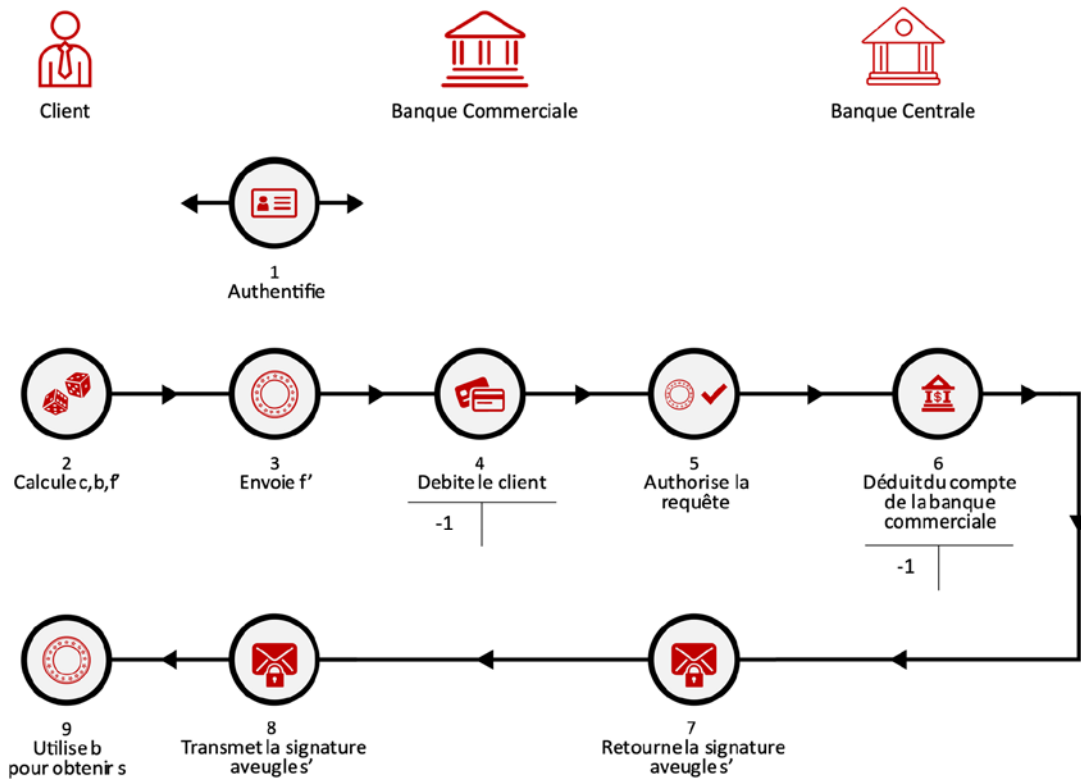 Client
Banque Commerciale
Banque Centrale
1
Authentifie
2
Calcule c, b, f’
3
Envoie f’
4
Debite le client
-1
5
Authorise la
requête
6
Déduit du compte
de la banque
commerciale
-1
9
Utilise b
pour obtenir s
8
Transmet la signature
aveugle s’
7
Retourne la signature
aveugle s’